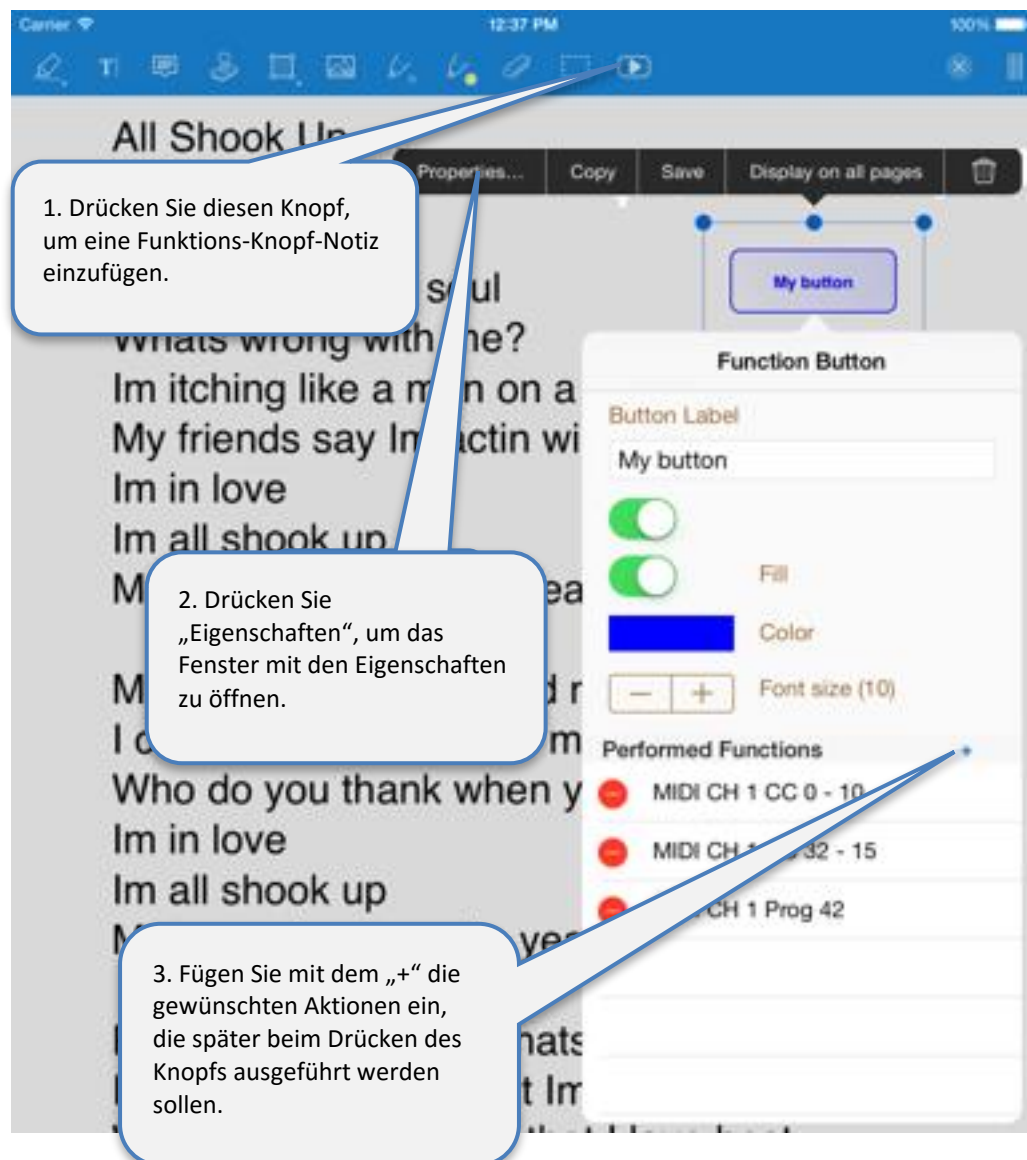 Carrier 12:37 PM 100%
T
All Shook Up
Properties... Copy Save Display on all pages
1. Drücken Sie diesen Knopf,
um eine Funktions-Knopf-Notiz
einzufügen.
My button
soul
Whats wrong with me?
Function Button
Im itching like a man on a
Button Label
My friends say Im actin wi
My button
Im in love
Im all shook up
Fill
2. Drücken Sie
„Eigenschaften“, um das
Fenster mit den Eigenschaften
zu öffnen.
Color
Font size (10)
Performed Functions +
Who do you thank when y
MIDI CH 1 CC 0 - 10
Im in love
MIDI CH 1 CC 32 - 15
Im all shook up
CH 1 Prog 42
3. Fügen Sie mit dem „+“ die
gewünschten Aktionen ein,
die später beim Drücken des
Knopfs ausgeführt werden
sollen.
hats
t Im